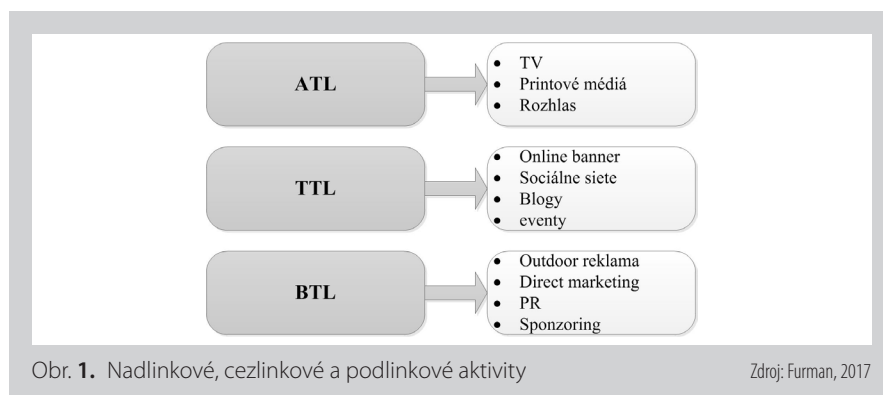 ATL
• TV
• Printové médiá
• Rozhlas
TTL
• Online banner
• Sociálne siete
• Blogy
• eventy
BTL
• Outdoor reklama
• Direct marketing
• PR
• Sponzoring
Obr. 1. Nadlinkové, cezlinkové a podlinkové aktivity
Zdroj: Furman, 2017